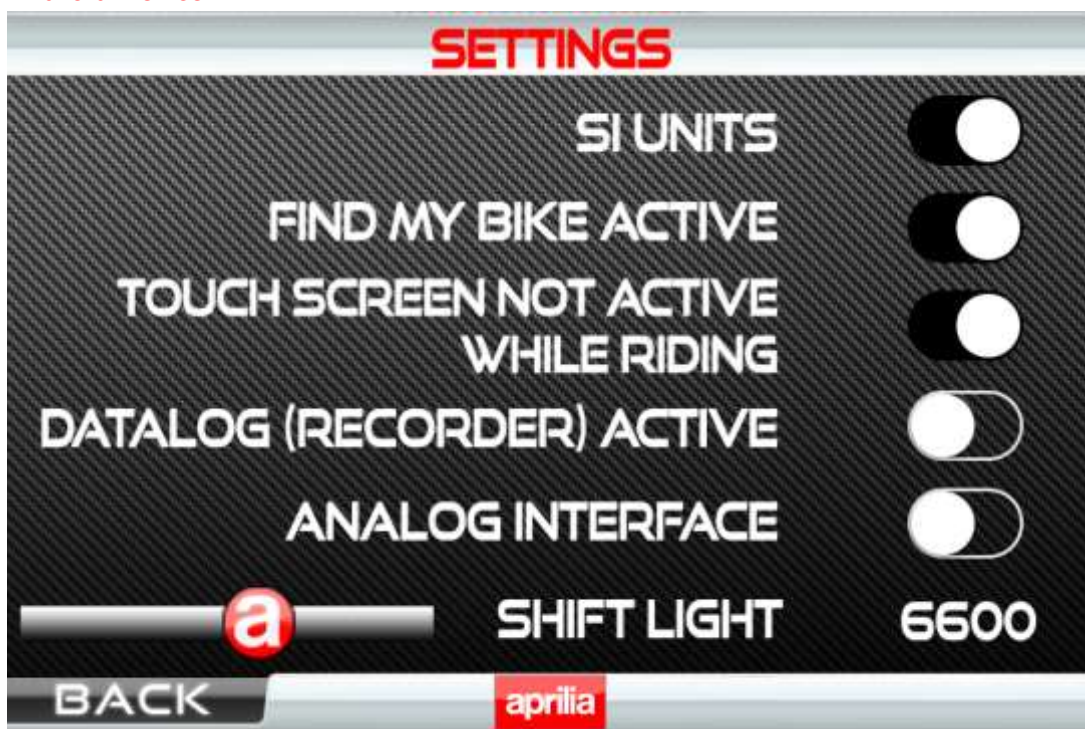 SETTINGS
SI UNITS
FIND MY BIKE ACTIVE
TOUCH SCREEN NOT ACTIVE
WHILE RIDING
DATALOG (RECORDER) ACTIVE
ANALOG INTERFACE
a SHIFT LIGHT 6600
BACK aprilia